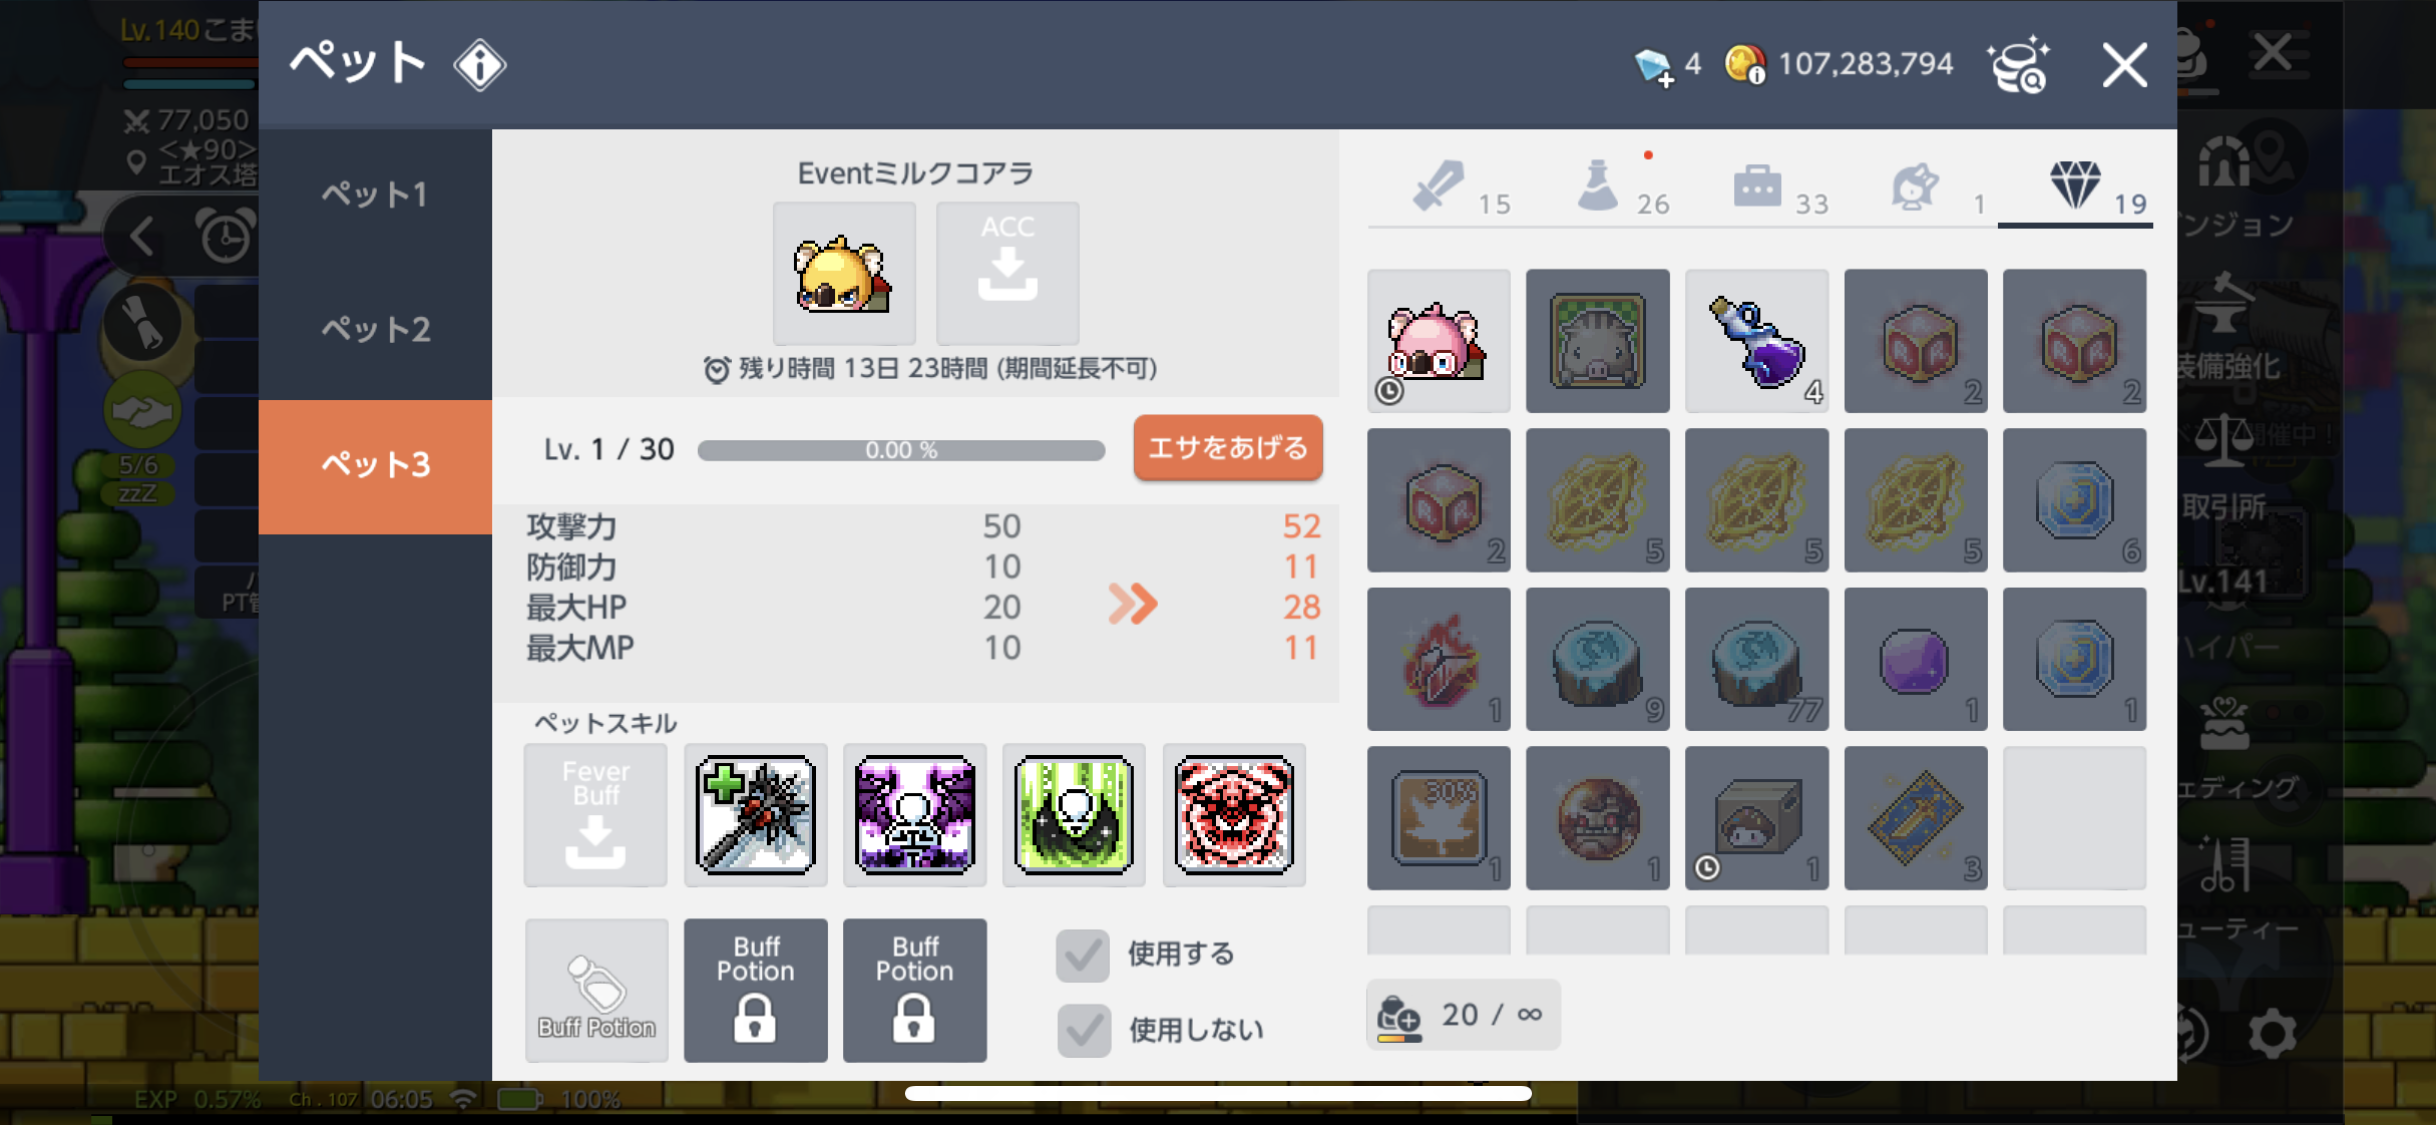 Lv.140
ペット
4
107,283,794
77,050
<★90>
エオス塔
5/6
zzZ
ペット1
ペット2
ペット3
Eventミルクコアラ
ACC
残り時間 13日 23時間 (期間延長不可)
Lv. 1 / 30
0.00 %
エサをあげる
攻撃力 50 52
防御力 10 11
最大HP 20 28
最大MP 10 11
ペットスキル
Fever
Buff
Buff Potion
Buff
Potion
Buff
Potion
使用する
使用しない
15
26
33
1
19
4
2
2
2
5
5
5
6
1
9
77
1
1
30%
1
1
1
3
20 / ∞
ンジョン
装備強化
開催中!
取引所
Lv.141
ハイパー
ェディング
ューティー
EXP 0.57%
Ch . 107
06:05
100%